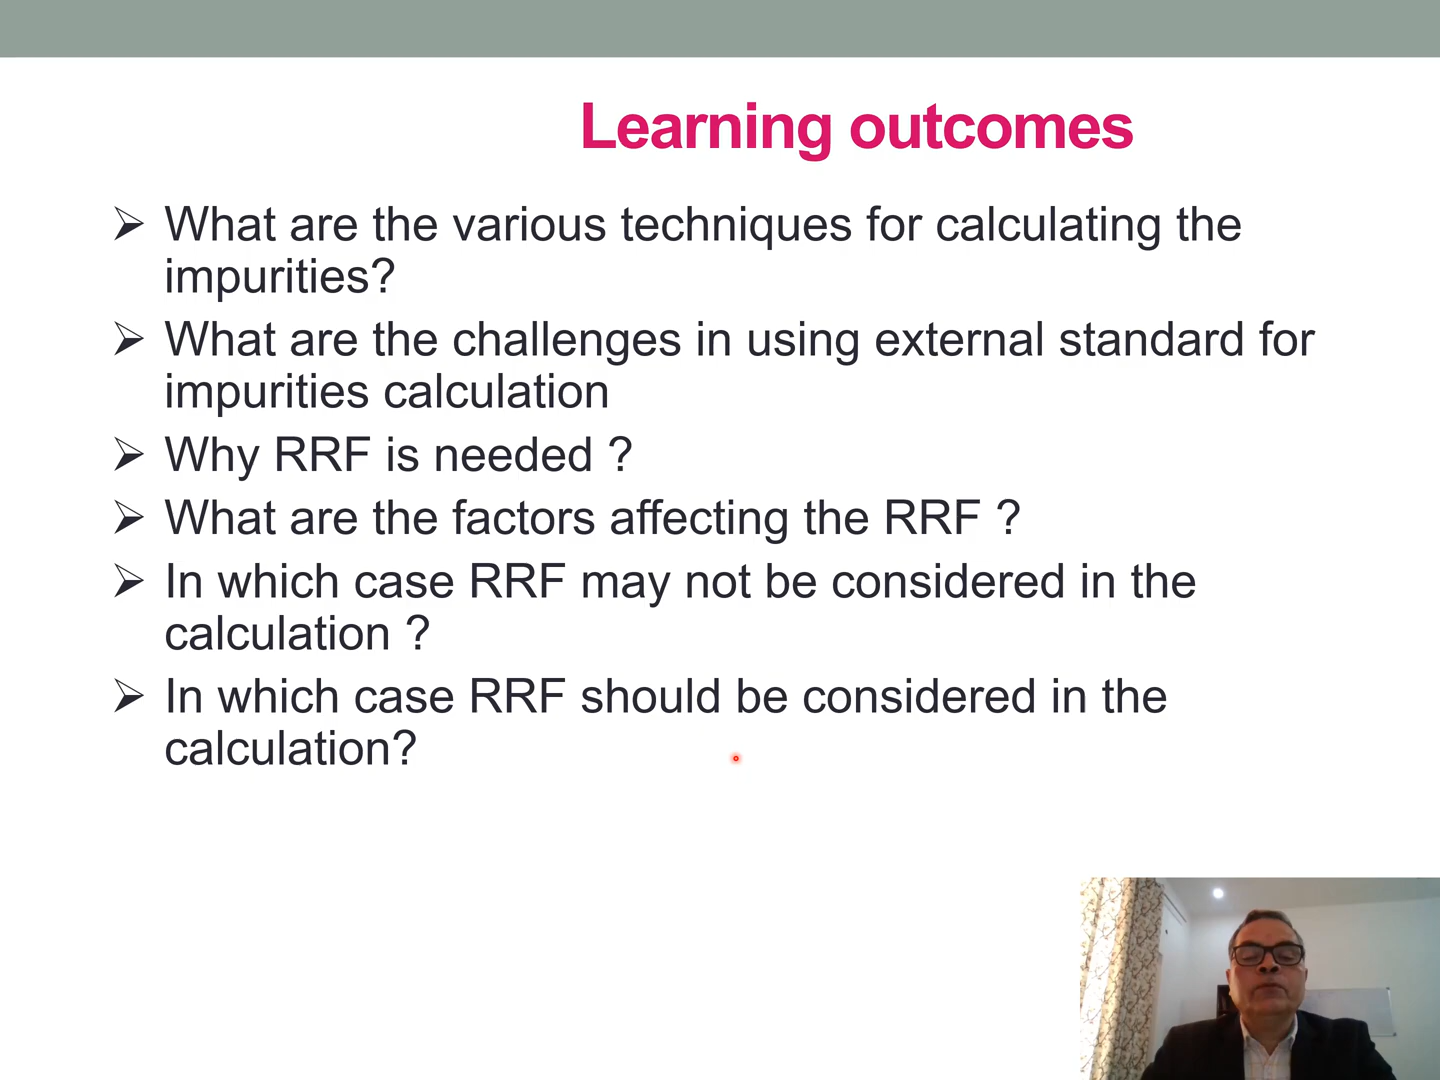 Learning outcomes
➢ What are the various techniques for calculating the
impurities?
➢ What are the challenges in using external standard for
impurities calculation
➢ Why RRF is needed ?
➢ What are the factors affecting the RRF ?
➢ In which case RRF may not be considered in the
calculation ?
➢ In which case RRF should be considered in the
calculation?